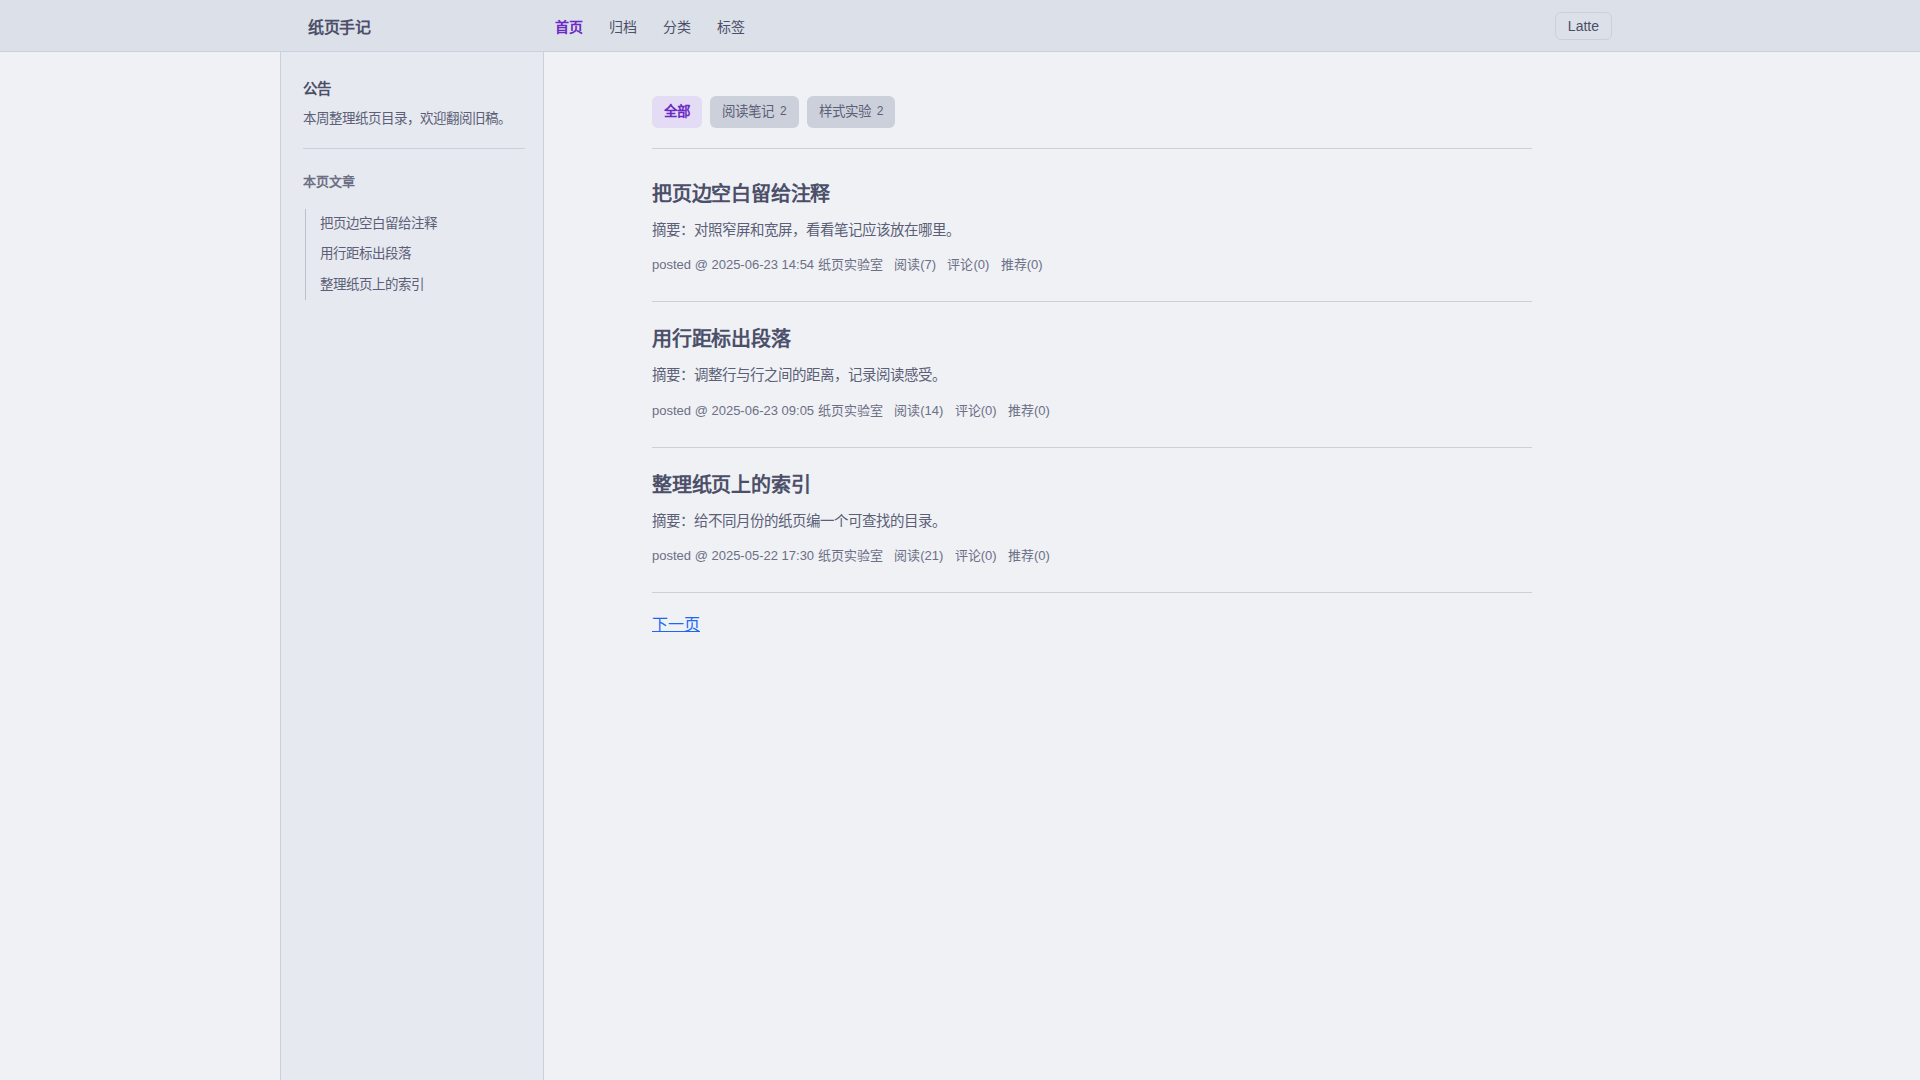 纸页手记 首页 归档 分类 标签 Latte
公告
本周整理纸页目录，欢迎翻阅旧稿。
本页文章
把页边空白留给注释
用行距标出段落
整理纸页上的索引
全部 阅读笔记 2 样式实验 2
把页边空白留给注释
摘要：对照窄屏和宽屏，看看笔记应该放在哪里。
posted @ 2025-06-23 14:54 纸页实验室 阅读(7) 评论(0) 推荐(0)
用行距标出段落
摘要：调整行与行之间的距离，记录阅读感受。
posted @ 2025-06-23 09:05 纸页实验室 阅读(14) 评论(0) 推荐(0)
整理纸页上的索引
摘要：给不同月份的纸页编一个可查找的目录。
posted @ 2025-05-22 17:30 纸页实验室 阅读(21) 评论(0) 推荐(0)
下一页